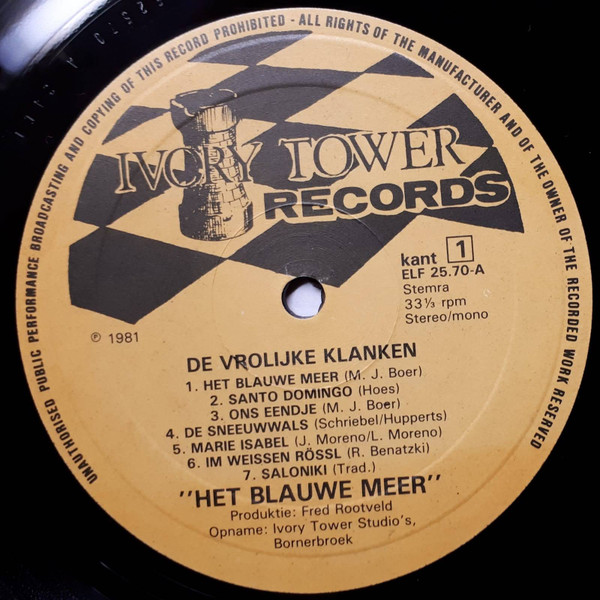 UNAUTHORISED PUBLIC PERFORMANCE BROADCASTING AND COPYING OF THIS RECORD PROHIBITED - ALL RIGHTS OF THE MANUFACTURER AND OF THE OWNER OF THE RECORDED WORK RESERVED
IVORY TOWER
RECORDS
kant 1
ELF 25.70-A
Stemra
33⅓ rpm
Stereo/mono
℗ 1981
DE VROLIJKE KLANKEN
1. HET BLAUWE MEER (M. J. Boer)
2. SANTO DOMINGO (Hoes)
3. ONS EENDJE (M. J. Boer)
4. DE SNEEUWWALS (Schriebel/Hupperts)
5. MARIE ISABEL (J. Moreno/L. Moreno)
6. IM WEISSEN RÖSSL (R. Benatzki)
7. SALONIKI (Trad.)
"HET BLAUWE MEER"
Produktie: Fred Rootveld
Opname: Ivory Tower Studio's,
Bornerbroek